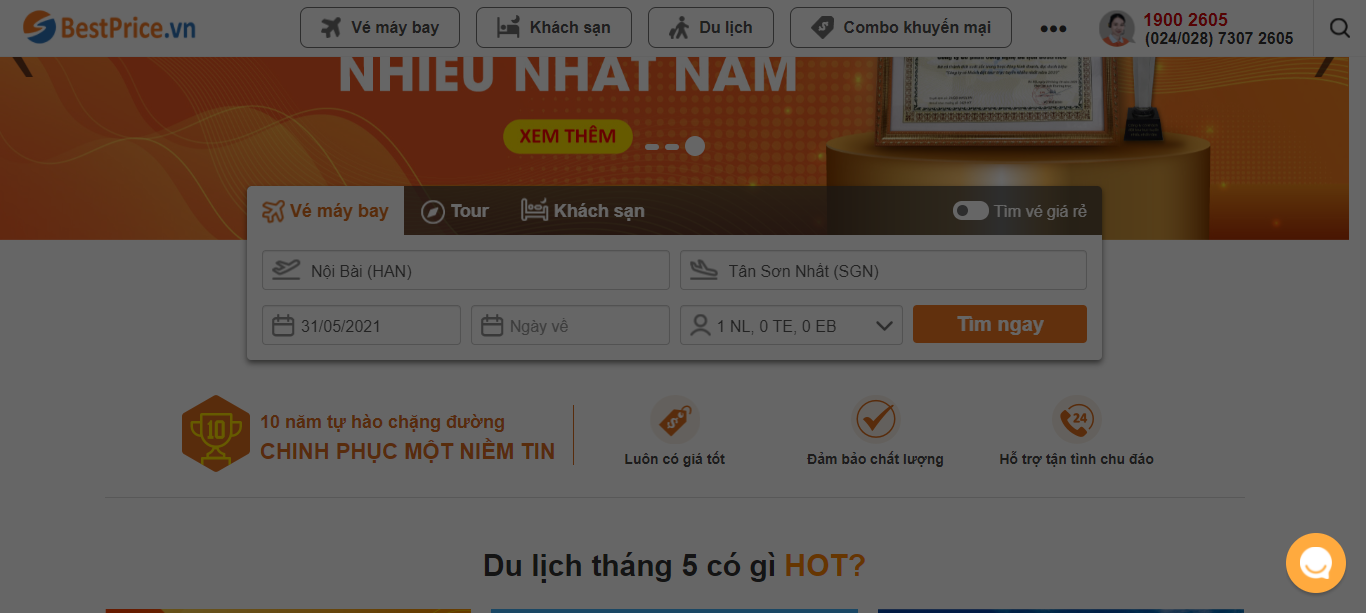 BestPrice.vn
Vé máy bay
Khách sạn
Du lịch
Combo khuyến mại
1900 2605
(024/028) 7307 2605
NHIỀU NHẤT NĂM
XEM THÊM
Vé máy bay
Tour
Khách sạn
Tìm vé giá rẻ
Nội Bài (HAN)
Tân Sơn Nhất (SGN)
31/05/2021
Ngày về
1 NL, 0 TE, 0 EB
Tìm ngay
10
10 năm tự hào chặng đường
CHINH PHỤC MỘT NIỀM TIN
Luôn có giá tốt
Đảm bảo chất lượng
24
Hỗ trợ tận tình chu đáo
Du lịch tháng 5 có gì HOT?